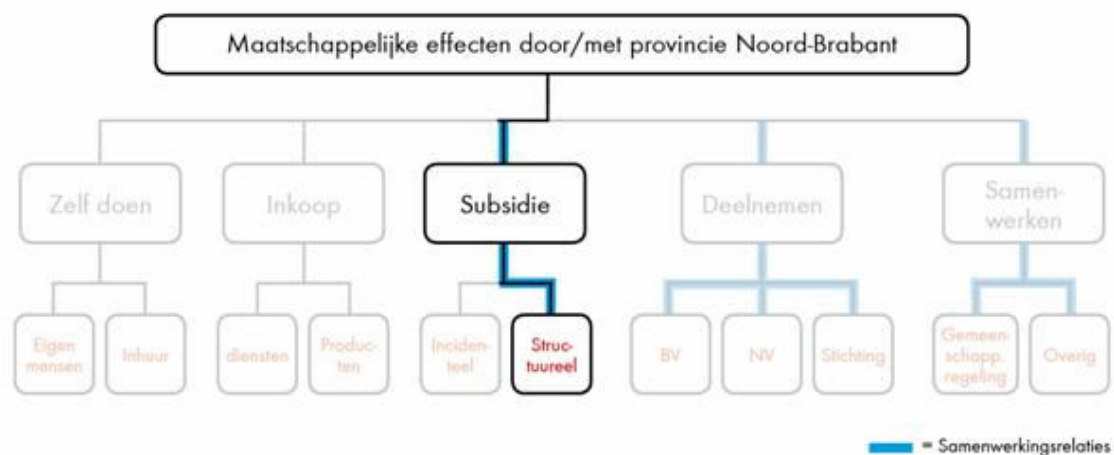 Maatschappelijke effecten door/met provincie Noord-Brabant
Zelf doen
Inkoop
Subsidie
Deelnemen
Samen-
werken
Eigen
mensen
Inhuur
diensten
Produc-
ten
Inciden-
teel
Struc-
tuureel
BV
NV
Stichting
Gemeen-
schapp.
regeling
Overig
= Samenwerkingsrelaties